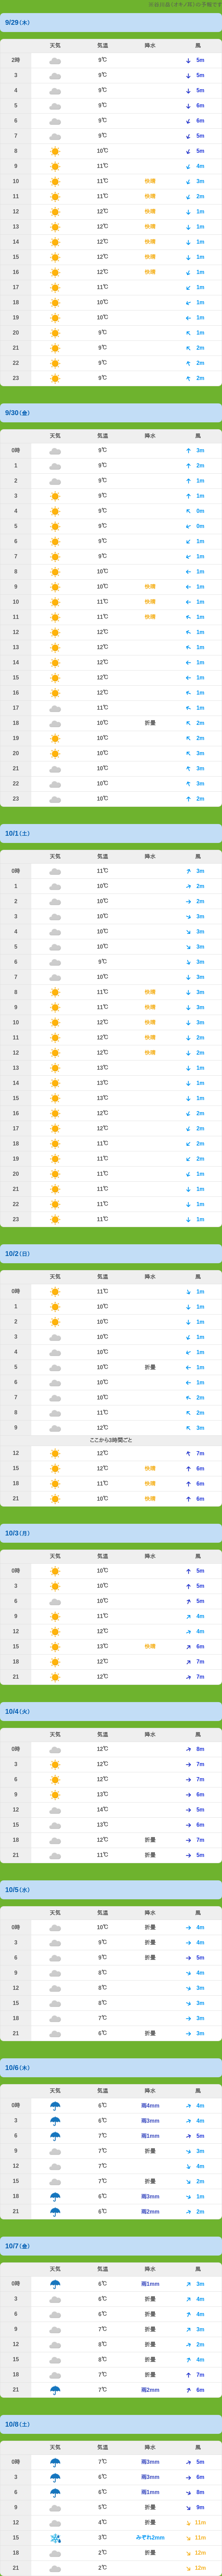 9/29(木)
天気 気温 降水 風
2時 9℃ 5m
3 9℃ 5m
4 9℃ 5m
5 9℃ 6m
6 9℃ 6m
7 9℃ 5m
8 10℃ 5m
9 11℃ 4m
10 11℃ 快晴 3m
11 11℃ 快晴 2m
12 12℃ 快晴 1m
13 12℃ 快晴 1m
14 12℃ 快晴 1m
15 12℃ 快晴 1m
16 12℃ 快晴 1m
17 11℃ 1m
18 10℃ 1m
19 10℃ 1m
20 9℃ 1m
21 9℃ 2m
22 9℃ 2m
23 9℃ 2m
9/30(金)
天気 気温 降水 風
0時 9℃ 3m
1 9℃ 2m
2 9℃ 1m
3 9℃ 1m
4 9℃ 0m
5 9℃ 0m
6 9℃ 1m
7 9℃ 1m
8 10℃ 1m
9 10℃ 快晴 1m
10 11℃ 快晴 1m
11 11℃ 快晴 1m
12 12℃ 1m
13 12℃ 1m
14 12℃ 1m
15 12℃ 1m
16 12℃ 1m
17 11℃ 1m
18 10℃ 折曇 2m
19 10℃ 2m
20 10℃ 3m
21 10℃ 3m
22 10℃ 3m
23 10℃ 2m
10/1(土)
天気 気温 降水 風
0時 11℃ 3m
1 10℃ 2m
2 10℃ 2m
3 10℃ 3m
4 10℃ 3m
5 10℃ 3m
6 9℃ 3m
7 10℃ 3m
8 11℃ 快晴 3m
9 11℃ 快晴 3m
10 12℃ 快晴 3m
11 12℃ 快晴 2m
12 12℃ 快晴 2m
13 13℃ 1m
14 13℃ 1m
15 13℃ 1m
16 12℃ 2m
17 12℃ 2m
18 11℃ 2m
19 11℃ 2m
20 11℃ 1m
21 11℃ 1m
22 11℃ 1m
23 11℃ 1m
10/2(日)
天気 気温 降水 風
0時 11℃ 1m
1 10℃ 1m
2 10℃ 1m
3 10℃ 1m
4 10℃ 1m
5 10℃ 折曇 1m
6 10℃ 1m
7 10℃ 2m
8 11℃ 2m
9 12℃ 3m
ここから3時間ごと
12 12℃ 7m
15 12℃ 快晴 6m
18 11℃ 快晴 6m
21 10℃ 快晴 6m
10/3(月)
天気 気温 降水 風
0時 10℃ 5m
3 10℃ 5m
6 10℃ 5m
9 11℃ 4m
12 12℃ 4m
15 13℃ 快晴 6m
18 12℃ 7m
21 12℃ 7m
10/4(火)
天気 気温 降水 風
0時 12℃ 8m
3 12℃ 7m
6 12℃ 7m
9 13℃ 6m
12 14℃ 5m
15 13℃ 6m
18 12℃ 折曇 7m
21 11℃ 折曇 5m
10/5(水)
天気 気温 降水 風
0時 10℃ 折曇 4m
3 9℃ 折曇 4m
6 9℃ 折曇 5m
9 8℃ 4m
12 8℃ 3m
15 8℃ 3m
18 7℃ 3m
21 6℃ 折曇 3m
10/6(木)
天気 気温 降水 風
0時 6℃ 雨4mm 4m
3 6℃ 雨3mm 4m
6 7℃ 雨1mm 5m
9 7℃ 折曇 3m
12 7℃ 4m
15 7℃ 折曇 2m
18 6℃ 雨3mm 1m
21 6℃ 雨2mm 2m
10/7(金)
天気 気温 降水 風
0時 6℃ 雨1mm 3m
3 6℃ 折曇 4m
6 6℃ 折曇 4m
9 7℃ 折曇 3m
12 8℃ 折曇 2m
15 8℃ 折曇 4m
18 7℃ 折曇 7m
21 7℃ 雨2mm 6m
10/8(土)
天気 気温 降水 風
0時 7℃ 雨3mm 5m
3 6℃ 雨3mm 6m
6 6℃ 雨1mm 8m
9 5℃ 折曇 9m
12 4℃ 折曇 11m
15 3℃ みぞれ2mm 11m
18 2℃ 折曇 12m
21 2℃ 12m